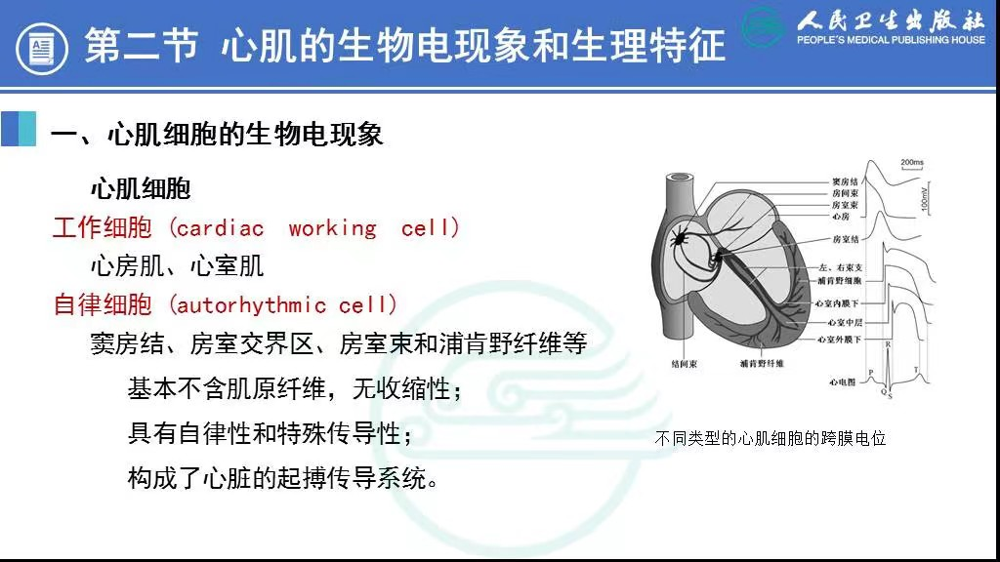 第二节 心肌的生物电现象和生理特征
人民卫生出版社
PEOPLE'S MEDICAL PUBLISHING HOUSE
一、心肌细胞的生物电现象
心肌细胞
工作细胞 (cardiac working cell)
心房肌、心室肌
自律细胞 (autorhythmic cell)
窦房结、房室交界区、房室束和浦肯野纤维等
基本不含肌原纤维，无收缩性；
具有自律性和特殊传导性；
构成了心脏的起搏传导系统。
200ms
100mV
窦房结
房间束
房室束
心房
房室结
左、右束支
浦肯野细胞
心室内膜下
心室中层
心室外膜下
结间束
浦肯野纤维
心电图
P
R
Q
S
T
不同类型的心肌细胞的跨膜电位